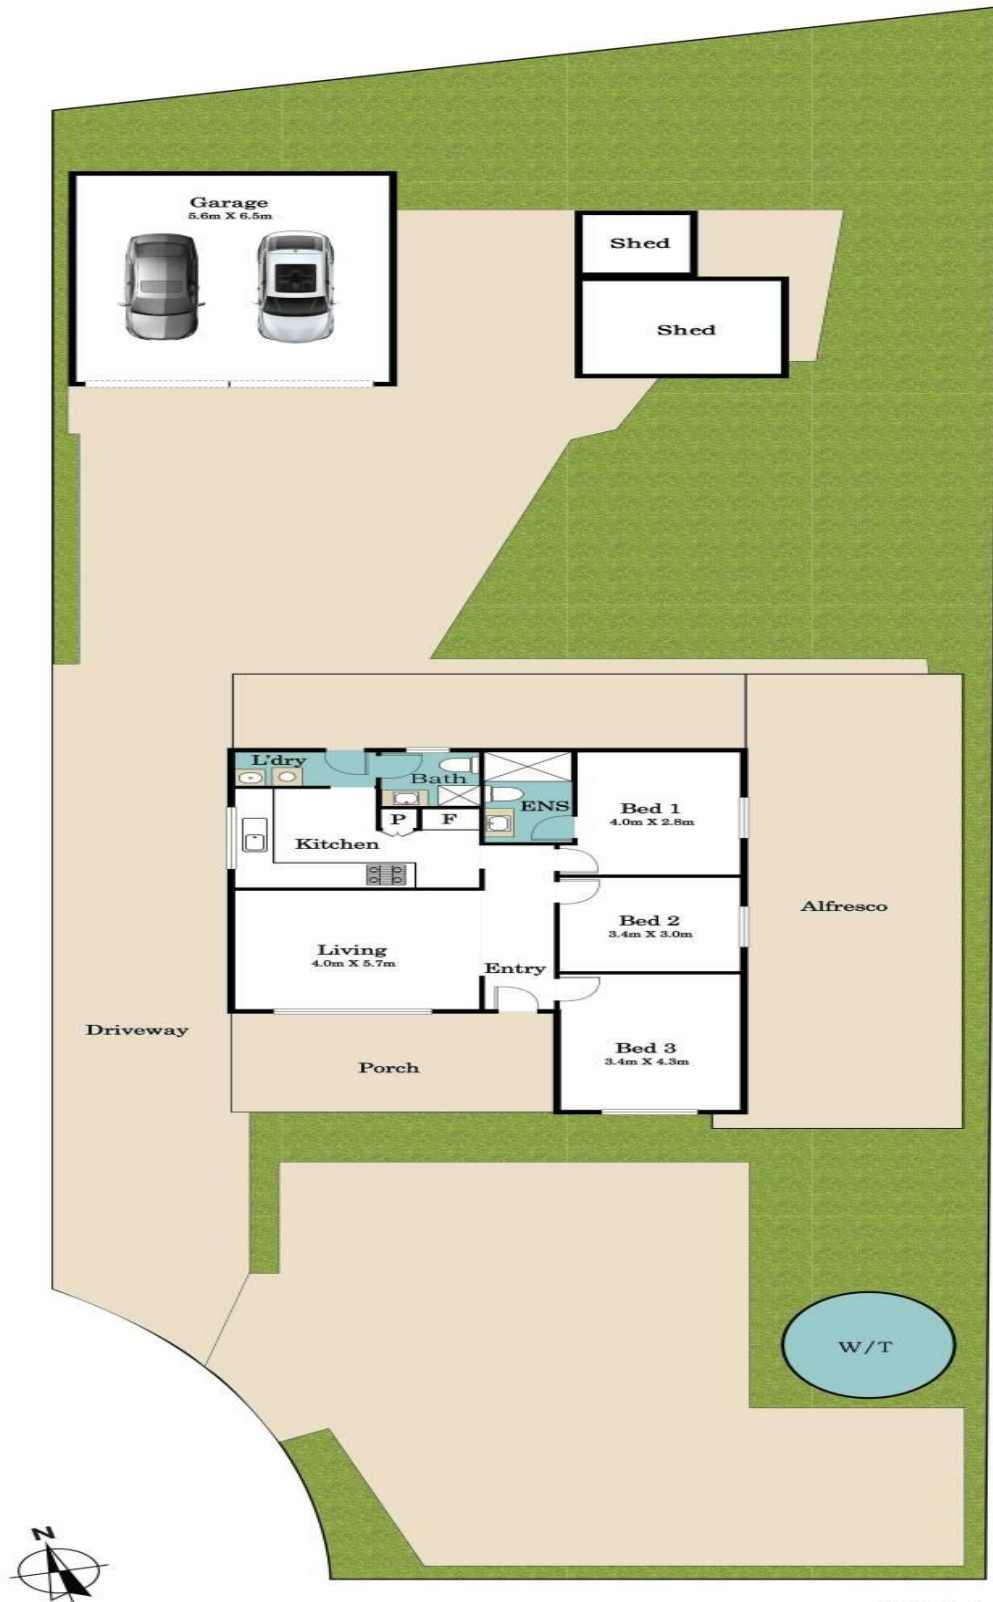 Garage
5.6m X 6.5m
Shed
Shed
L'dry
Bath
ENS
Bed 1
4.0m X 2.8m
P
F
Kitchen
Alfresco
Bed 2
3.4m X 3.0m
Living
4.0m X 5.7m
Entry
Driveway
Bed 3
3.4m X 4.3m
Porch
W/T
N